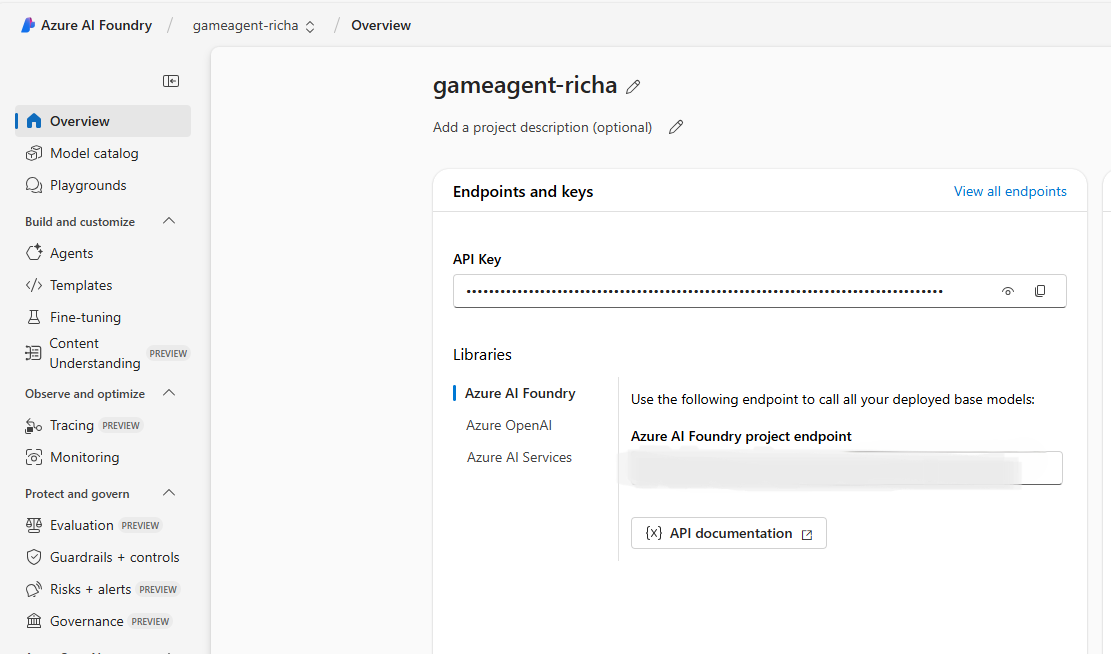 Azure AI Foundry / gameagent-richa / Overview
gameagent-richa
Add a project description (optional)
Overview
Model catalog
Playgrounds
Build and customize
Agents
Templates
Fine-tuning
Content
Understanding PREVIEW
Observe and optimize
Tracing PREVIEW
Monitoring
Protect and govern
Evaluation PREVIEW
Guardrails + controls
Risks + alerts PREVIEW
Governance PREVIEW
Endpoints and keys
View all endpoints
API Key
Libraries
Azure AI Foundry
Azure OpenAI
Azure AI Services
Use the following endpoint to call all your deployed base models:
Azure AI Foundry project endpoint
{x} API documentation